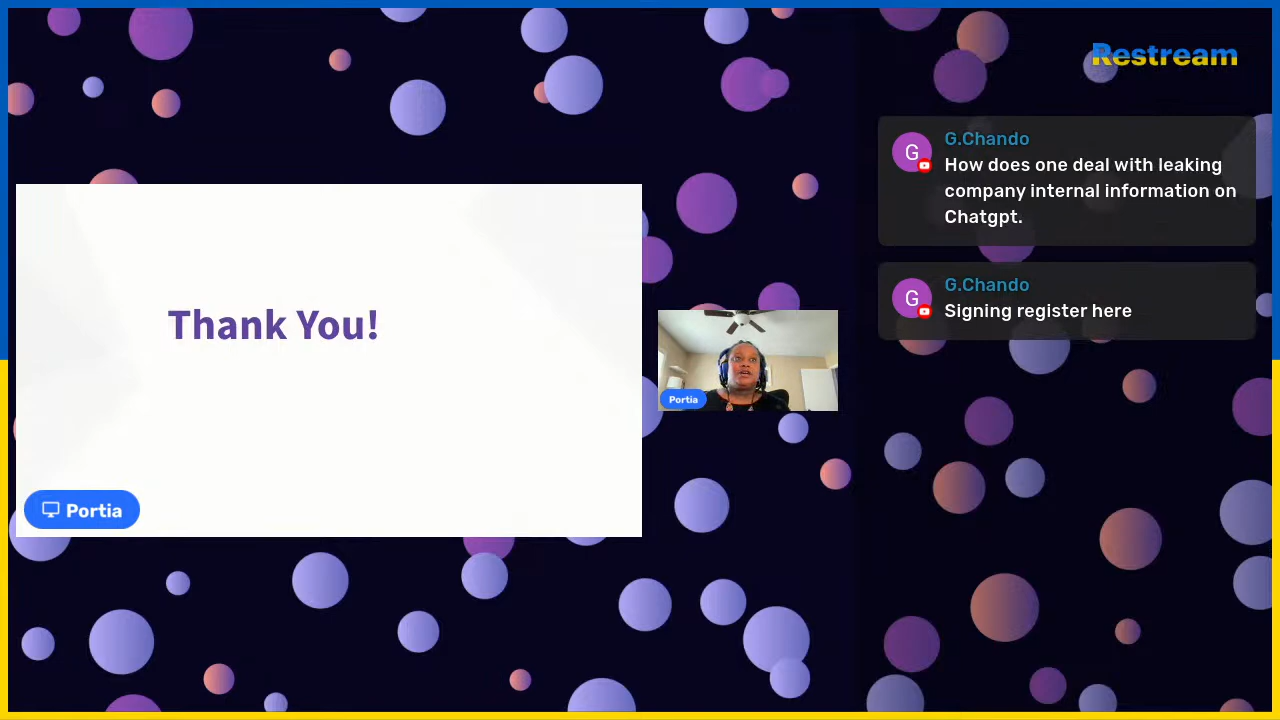 Restream
G.Chando
G
How does one deal with leaking
company internal information on
Chatgpt.
G.Chando
G
Signing register here
Thank You!
Portia
Portia